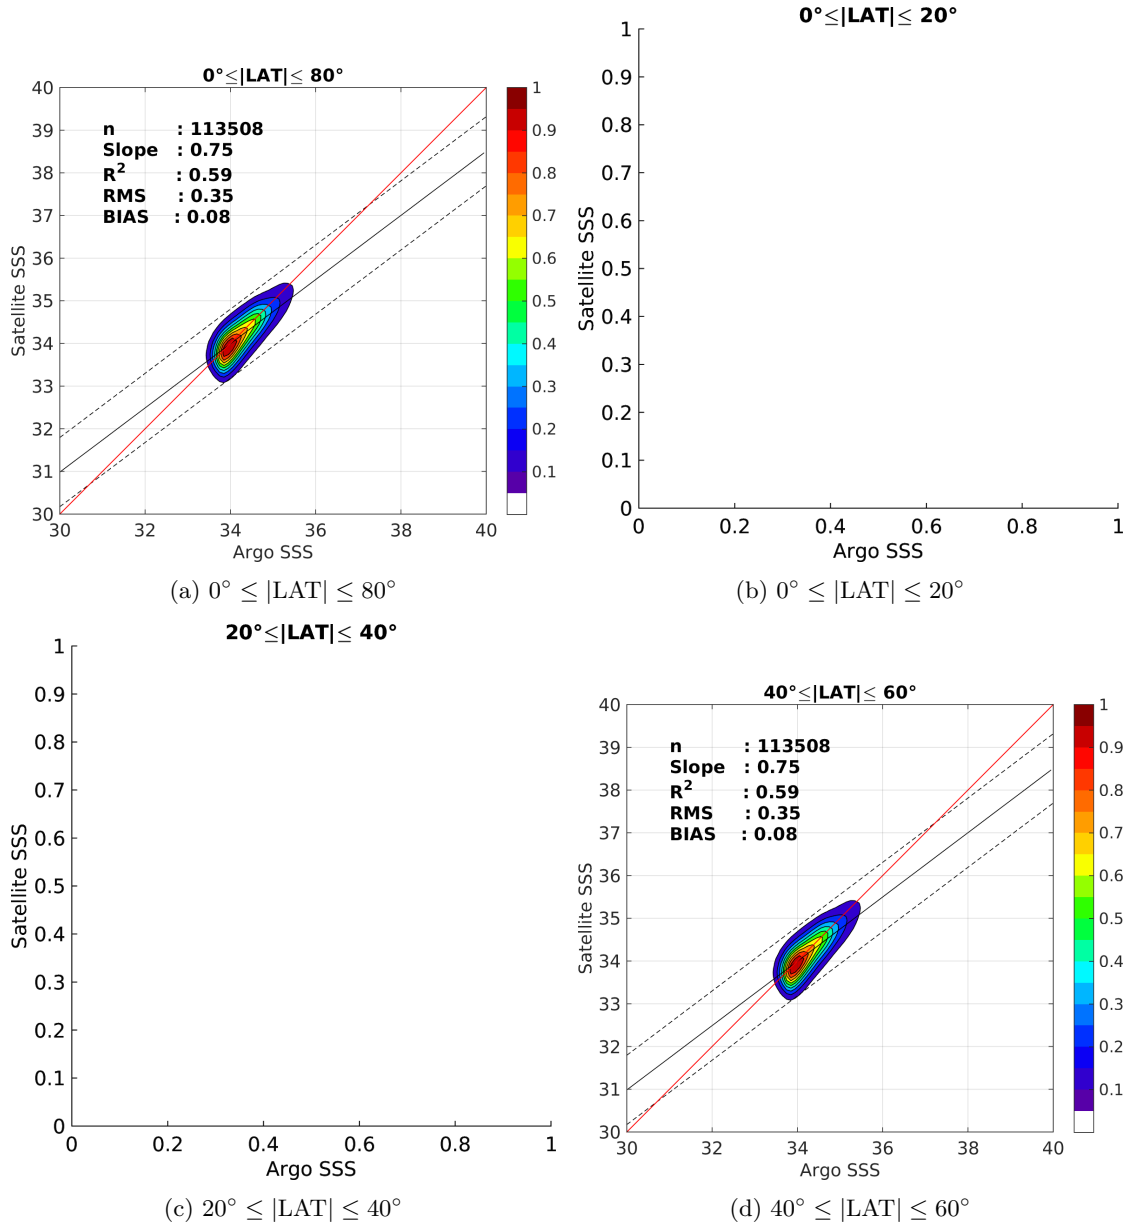 0°≤|LAT|≤ 80°
40
39
38
37
36
35
34
33
32
31
30
Satellite SSS
n : 113508
Slope : 0.75
R² : 0.59
RMS : 0.35
BIAS : 0.08
30 32 34 36 38 40
Argo SSS
1
0.9
0.8
0.7
0.6
0.5
0.4
0.3
0.2
0.1
(a) 0° ≤ |LAT| ≤ 80°
0°≤|LAT|≤ 20°
1
0.9
0.8
0.7
0.6
0.5
0.4
0.3
0.2
0.1
0
Satellite SSS
0 0.2 0.4 0.6 0.8 1
Argo SSS
(b) 0° ≤ |LAT| ≤ 20°
20°≤|LAT|≤ 40°
1
0.9
0.8
0.7
0.6
0.5
0.4
0.3
0.2
0.1
0
Satellite SSS
0 0.2 0.4 0.6 0.8 1
Argo SSS
(c) 20° ≤ |LAT| ≤ 40°
40°≤|LAT|≤ 60°
40
39
38
37
36
35
34
33
32
31
30
Satellite SSS
n : 113508
Slope : 0.75
R² : 0.59
RMS : 0.35
BIAS : 0.08
30 32 34 36 38 40
Argo SSS
1
0.9
0.8
0.7
0.6
0.5
0.4
0.3
0.2
0.1
(d) 40° ≤ |LAT| ≤ 60°